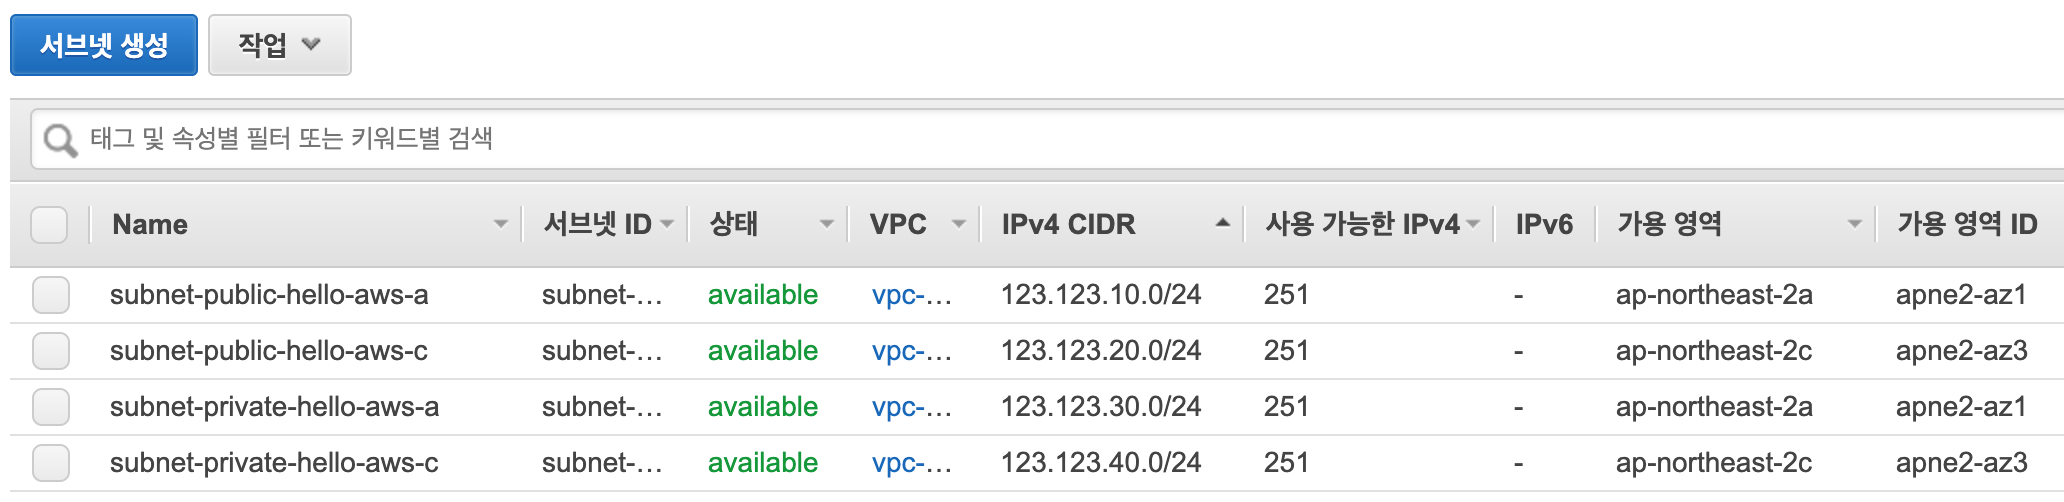 서브넷 생성 작업
태그 및 속성별 필터 또는 키워드별 검색
Name 서브넷 ID 상태 VPC IPv4 CIDR 사용 가능한 IPv4 IPv6 가용 영역 가용 영역 ID
subnet-public-hello-aws-a subnet-... available vpc-... 123.123.10.0/24 251 - ap-northeast-2a apne2-az1
subnet-public-hello-aws-c subnet-... available vpc-... 123.123.20.0/24 251 - ap-northeast-2c apne2-az3
subnet-private-hello-aws-a subnet-... available vpc-... 123.123.30.0/24 251 - ap-northeast-2a apne2-az1
subnet-private-hello-aws-c subnet-... available vpc-... 123.123.40.0/24 251 - ap-northeast-2c apne2-az3